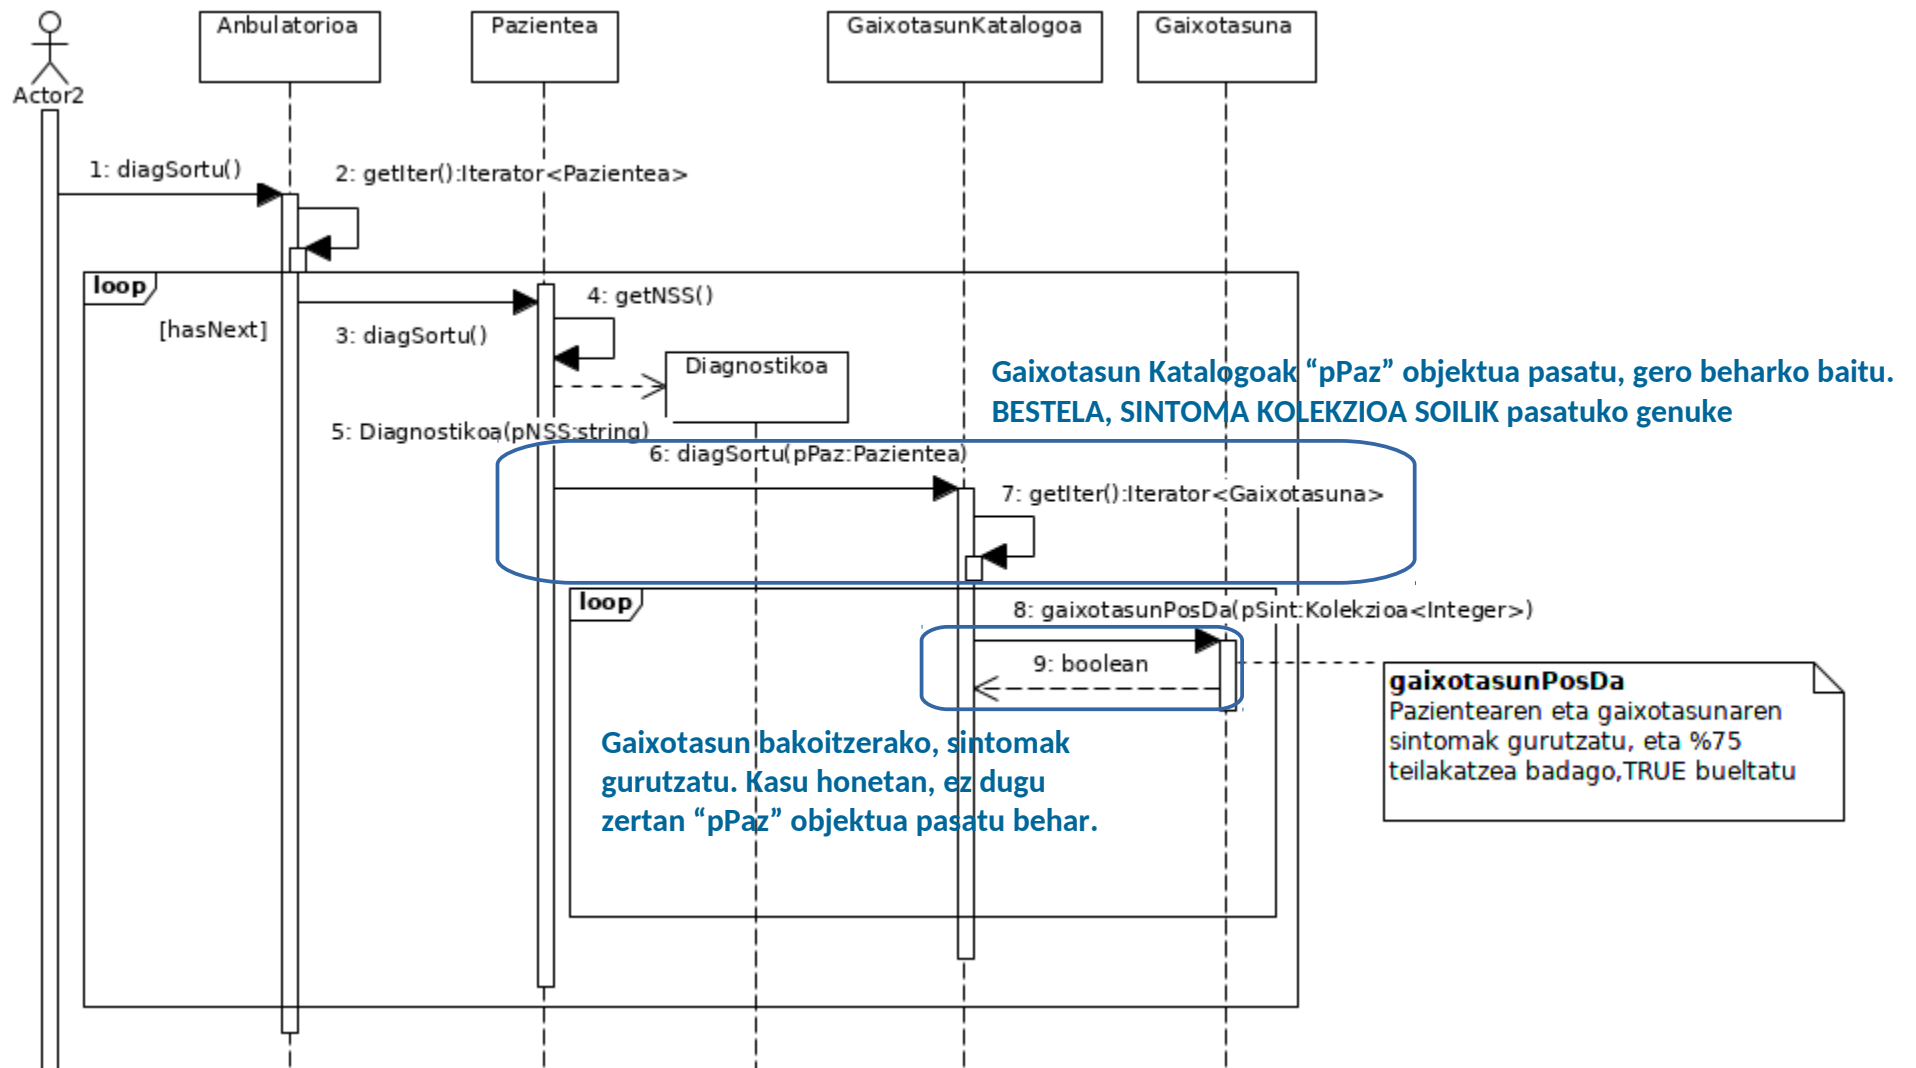 Anbulatorioa
Pazientea
GaixotasunKatalogoa
Gaixotasuna
Actor2
1: diagSortu()
2: getIter():Iterator<Pazientea>
loop
[hasNext]
3: diagSortu()
4: getNSS()
Diagnostikoa
5: Diagnostikoa(pNSS:string)
Gaixotasun Katalogoak “pPaz” objektua pasatu, gero beharko baitu.
BESTELA, SINTOMA KOLEKZIOA SOILIK pasatuko genuke
6: diagSortu(pPaz:Pazientea)
7: getIter():Iterator<Gaixotasuna>
loop
8: gaixotasunPosDa(pSint:Kolekzioa<Integer>)
9: boolean
gaixotasunPosDa
Pazientearen eta gaixotasunaren
sintomak gurutzatu, eta %75
teilakatzea badago,TRUE bueltatu
Gaixotasun bakoitzerako, sintomak
gurutzatu. Kasu honetan, ez dugu
zertan “pPaz” objektua pasatu behar.